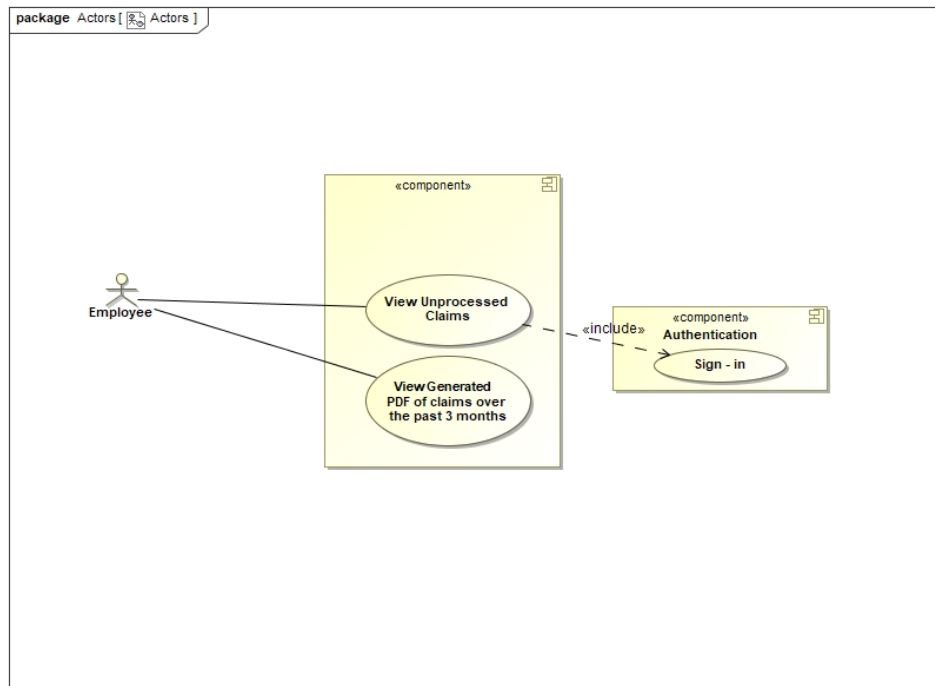 package Actors [ Actors ]
«component»
View Unprocessed
Claims
Employee
«include»
«component»
Authentication
Sign - in
View Generated
PDF of claims over
the past 3 months